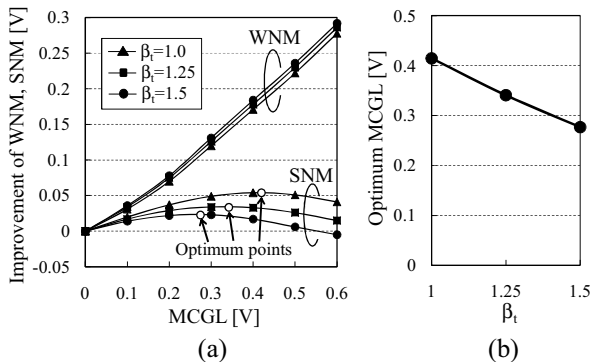 Improvement of WNM, SNM [V]
0.35
0.3
0.25
0.2
0.15
0.1
0.05
0
-0.05
βt=1.0
βt=1.25
βt=1.5
WNM
SNM
Optimum points
0 0.1 0.2 0.3 0.4 0.5 0.6
MCGL [V]
(a)
Optimum MCGL [V]
0.5
0.4
0.3
0.2
0.1
0
1 1.25 1.5
βt
(b)